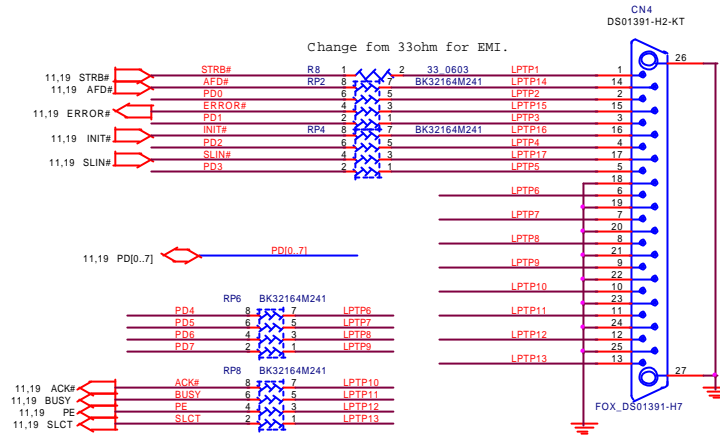 CN4
DS01391-H2-KT
Change fom 33ohm for EMI.
26
11,19 STRB# STRB# R8 1 2 33_0603 LPTP1 1
11,19 AFD# AFD# RP2 8 7 BK32164M241 LPTP14 14
PD0 6 5 LPTP2 2
11,19 ERROR# ERROR# 4 3 LPTP15 15
PD1 2 1 LPTP3 3
11,19 INIT# INIT# RP4 8 7 BK32164M241 LPTP16 16
PD2 6 5 LPTP4 4
11,19 SLIN# SLIN# 4 3 LPTP17 17
PD3 2 1 LPTP5 5
18
LPTP6 6
19
LPTP7 7
20
LPTP8 8
21
LPTP9 9
22
LPTP10 10
23
LPTP11 11
24
LPTP12 12
25
LPTP13 13
27
FOX_DS01391-H7
11,19 PD[0..7] PD[0..7]
RP6 BK32164M241
PD4 8 7 LPTP6
PD5 6 5 LPTP7
PD6 4 3 LPTP8
PD7 2 1 LPTP9
RP8 BK32164M241
11,19 ACK# ACK# 8 7 LPTP10
11,19 BUSY BUSY 6 5 LPTP11
11,19 PE PE 4 3 LPTP12
11,19 SLCT SLCT 2 1 LPTP13